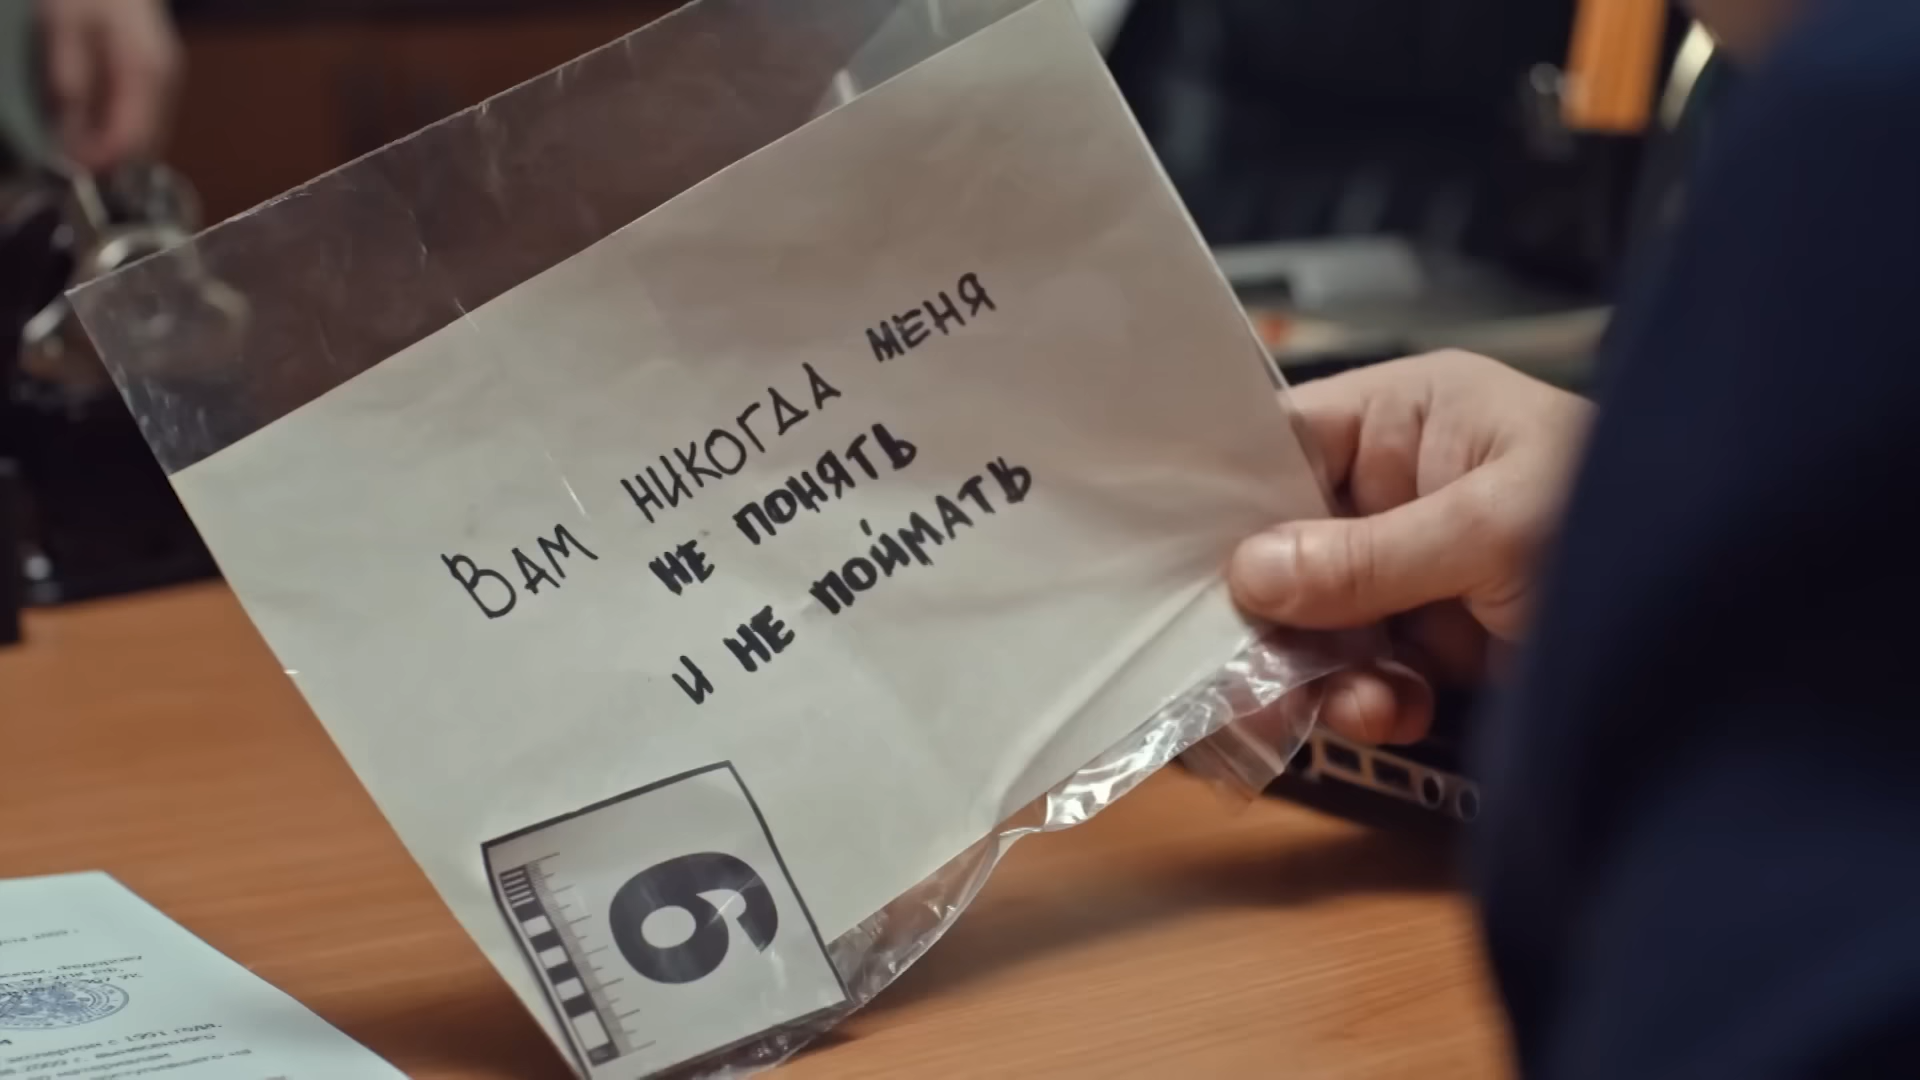 Вам никогда меня
не понять
и не поймать
6